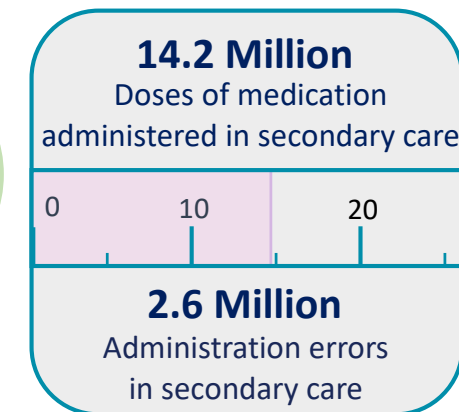 14.2 Million
Doses of medication
administered in secondary care
0 10 20
2.6 Million
Administration errors
in secondary care